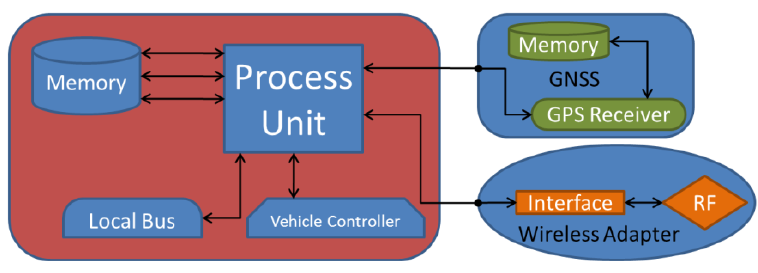 Memory
Process
Unit
Local Bus
Vehicle Controller
Memory
GNSS
GPS Receiver
Interface
RF
Wireless Adapter